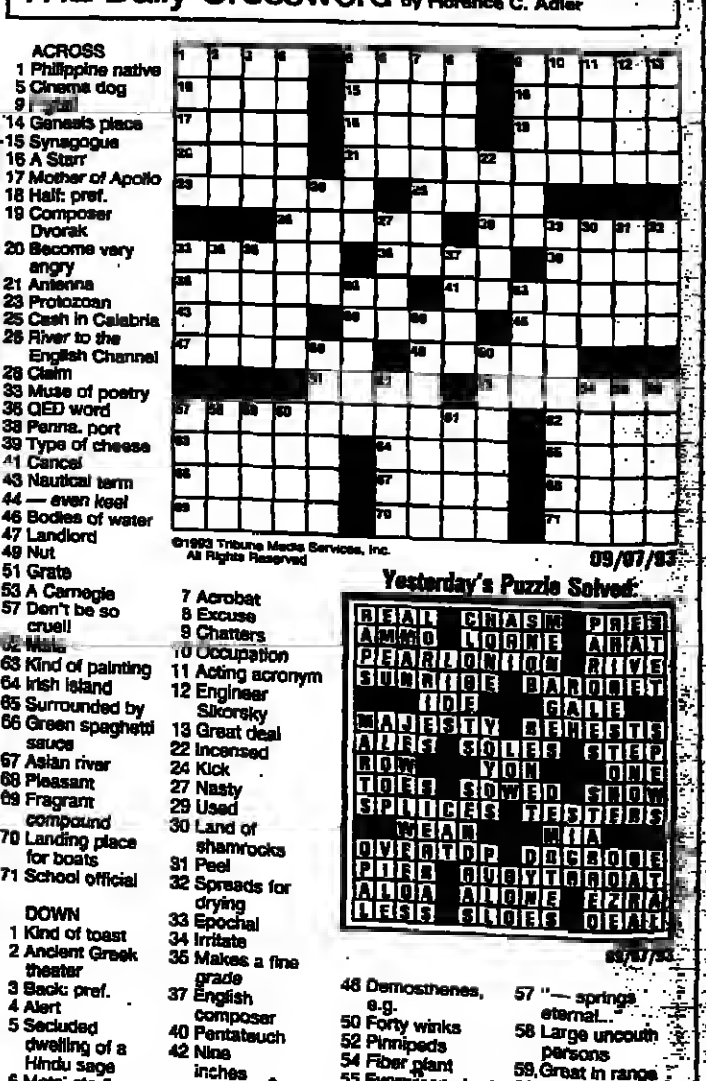 The Daily Crossword by Florence C. Adler
ACROSS
1 Philippine native
5 Cinema dog
9
14 Genesis place
15 Synagogue
16 A Starr
17 Mother of Apollo
18 Half: pref.
19 Composer
Dvorak
20 Become very
angry
21 Antenna
23 Protozoan
25 Cash in Calabria
26 River to the
English Channel
28 Claim
33 Muse of poetry
36 QED word
38 Penna. port
39 Type of cheese
41 Cancel
43 Nautical term
44 — even keel
46 Bodies of water
47 Landlord
49 Nut
51 Grate
53 A Carnegie
57 Don't be so
cruel!
62 Male
63 Kind of painting
64 Irish island
65 Surrounded by
66 Green spaghetti
sauce
67 Asian river
68 Pleasant
69 Fragrant
compound
70 Landing place
for boats
71 School official
DOWN
1 Kind of toast
2 Ancient Greek
theater
3 Back: pref.
4 Alert
5 Secluded
dwelling of a
Hindu sage
©1993 Tribune Media Services, Inc.
All Rights Reserved
09/07/93
7 Acrobat
8 Excuse
9 Chatters
10 Occupation
11 Acting acronym
12 Engineer
Sikorsky
13 Great deal
22 Incensed
24 Kick
27 Nasty
29 Used
30 Land of
shamrocks
31 Peel
32 Spreads for
drying
33 Epochal
34 Irritate
35 Makes a fine
grade
37 English
composer
40 Pentateuch
42 Nine
inches
Yesterday's Puzzle Solved:
REAL CHASM PRES
AMMO LORNE ARAT
PEARLONION RIVE
SUNRISE BARONET
IDE GALE
MAJESTY BEHESTS
ALES SOLES STEP
ROW YON ONE
TOES SOWED SNOW
SPLICES TESTERS
WEAN MIA
OVERTOP DOGROSE
PIER RUBYTHROAT
ALOA ALONE EZRA
LESS SLOES DEAL
48 Demosthenes,
e.g.
50 Forty winks
52 Pinnipeds
54 Fiber plant
57 "— springs
eternal..."
58 Large uncouth
persons
59 Great in range